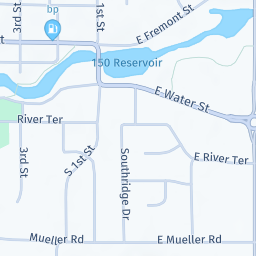 3rd St
bp
1st St
t
E Fremont St
150 Reservoir
E Water St
River Ter
3rd St
S 1st St
Southridge Dr
E River Ter
Mueller Rd
E Mueller Rd